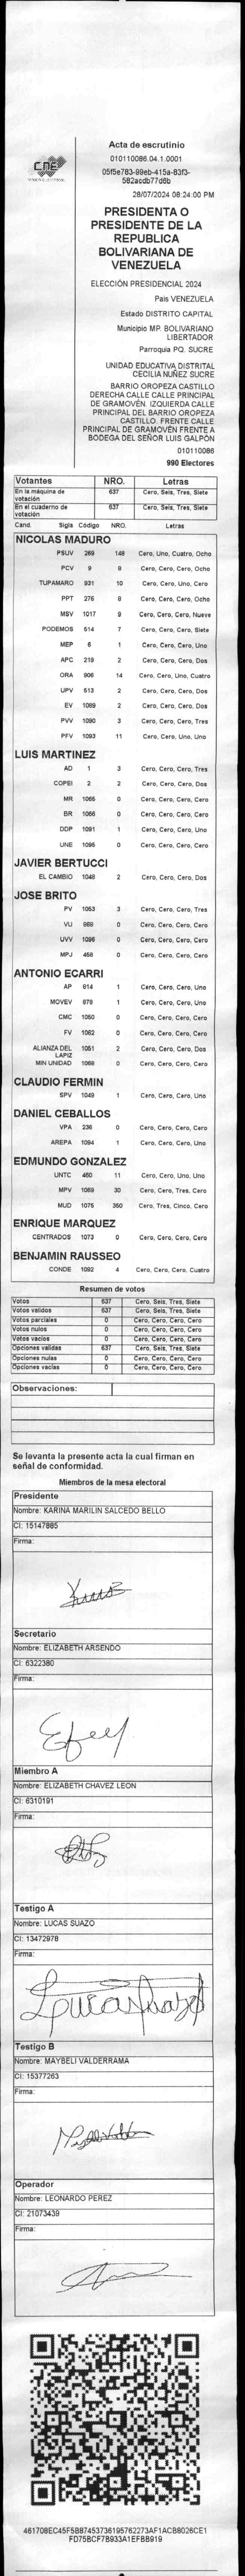 CNE
Acta de escrutinio
010110086.04.1.0001
05f5e783-99eb-415a-83f3-
582acdb77d6b
28/07/2024 08:24:00 PM
PRESIDENTA O
PRESIDENTE DE LA
REPUBLICA
BOLIVARIANA DE
VENEZUELA
ELECCIÓN PRESIDENCIAL 2024
País VENEZUELA
Estado DISTRITO CAPITAL
Municipio MP. BOLIVARIANO
LIBERTADOR
Parroquia PQ. SUCRE
UNIDAD EDUCATIVA DISTRITAL
CECILIA NUÑEZ SUCRE
BARRIO OROPEZA CASTILLO
DERECHA CALLE CALLE PRINCIPAL
DE GRAMOVÉN. IZQUIERDA CALLE
PRINCIPAL DEL BARRIO OROPEZA
CASTILLO. FRENTE CALLE
PRINCIPAL DE GRAMOVÉN FRENTE A
BODEGA DEL SEÑOR LUIS GALPÓN
010110086
990 Electores
Votantes NRO. Letras
En la máquina de votación 637 Cero, Seis, Tres, Siete
En el cuaderno de votación 637 Cero, Seis, Tres, Siete
Cand. Sigla Código NRO. Letras
NICOLAS MADURO
PSUV 269 148 Cero, Uno, Cuatro, Ocho
PCV 9 8 Cero, Cero, Cero, Ocho
TUPAMARO 931 10 Cero, Cero, Uno, Cero
PPT 275 8 Cero, Cero, Cero, Ocho
MSV 1017 9 Cero, Cero, Cero, Nueve
PODEMOS 514 7 Cero, Cero, Cero, Siete
MEP 6 1 Cero, Cero, Cero, Uno
APC 219 2 Cero, Cero, Cero, Dos
ORA 906 14 Cero, Cero, Uno, Cuatro
UPV 513 2 Cero, Cero, Cero, Dos
EV 1089 2 Cero, Cero, Cero, Dos
PVV 1090 3 Cero, Cero, Cero, Tres
PFV 1093 11 Cero, Cero, Uno, Uno
LUIS MARTINEZ
AD 1 3 Cero, Cero, Cero, Tres
COPEI 2 2 Cero, Cero, Cero, Dos
MR 1065 0 Cero, Cero, Cero, Cero
BR 1066 0 Cero, Cero, Cero, Cero
DDP 1091 1 Cero, Cero, Cero, Uno
UNE 1095 0 Cero, Cero, Cero, Cero
JAVIER BERTUCCI
EL CAMBIO 1048 2 Cero, Cero, Cero, Dos
JOSE BRITO
PV 1053 3 Cero, Cero, Cero, Tres
VU 989 0 Cero, Cero, Cero, Cero
UVV 1096 0 Cero, Cero, Cero, Cero
MPJ 458 0 Cero, Cero, Cero, Cero
ANTONIO ECARRI
AP 914 1 Cero, Cero, Cero, Uno
MOVEV 978 1 Cero, Cero, Cero, Uno
CMC 1050 0 Cero, Cero, Cero, Cero
FV 1062 0 Cero, Cero, Cero, Cero
ALIANZA DEL LAPIZ 1051 2 Cero, Cero, Cero, Dos
MIN UNIDAD 1068 0 Cero, Cero, Cero, Cero
CLAUDIO FERMIN
SPV 1049 1 Cero, Cero, Cero, Uno
DANIEL CEBALLOS
VPA 236 0 Cero, Cero, Cero, Cero
AREPA 1094 1 Cero, Cero, Cero, Uno
EDMUNDO GONZALEZ
UNTC 460 11 Cero, Cero, Uno, Uno
MPV 1069 30 Cero, Cero, Tres, Cero
MUD 1075 350 Cero, Tres, Cinco, Cero
ENRIQUE MARQUEZ
CENTRADOS 1073 0 Cero, Cero, Cero, Cero
BENJAMIN RAUSSEO
CONDE 1092 4 Cero, Cero, Cero, Cuatro
Resumen de votos
Votos 637 Cero, Seis, Tres, Siete
Votos validos 637 Cero, Seis, Tres, Siete
Votos parciales 0 Cero, Cero, Cero, Cero
Votos nulos 0 Cero, Cero, Cero, Cero
Votos vacios 0 Cero, Cero, Cero, Cero
Opciones validas 637 Cero, Seis, Tres, Siete
Opciones nulas 0 Cero, Cero, Cero, Cero
Opciones vacias 0 Cero, Cero, Cero, Cero
Observaciones:
Se levanta la presente acta la cual firman en
señal de conformidad.
Miembros de la mesa electoral
Presidente
Nombre: KARINA MARILIN SALCEDO BELLO
CI: 15147885
Firma:
Secretario
Nombre: ELIZABETH ARSENDO
CI: 6322380
Firma:
Miembro A
Nombre: ELIZABETH CHAVEZ LEON
CI: 6310191
Firma:
Testigo A
Nombre: LUCAS SUAZO
CI: 13472978
Firma:
Lucas Suazo
Testigo B
Nombre: MAYBELI VALDERRAMA
CI: 15377263
Firma:
Operador
Nombre: LEONARDO PEREZ
CI: 21073439
Firma:
461708EC45F5B87453736195762273AF1ACB8026CE1
FD75BCF7B933A1EFBB919